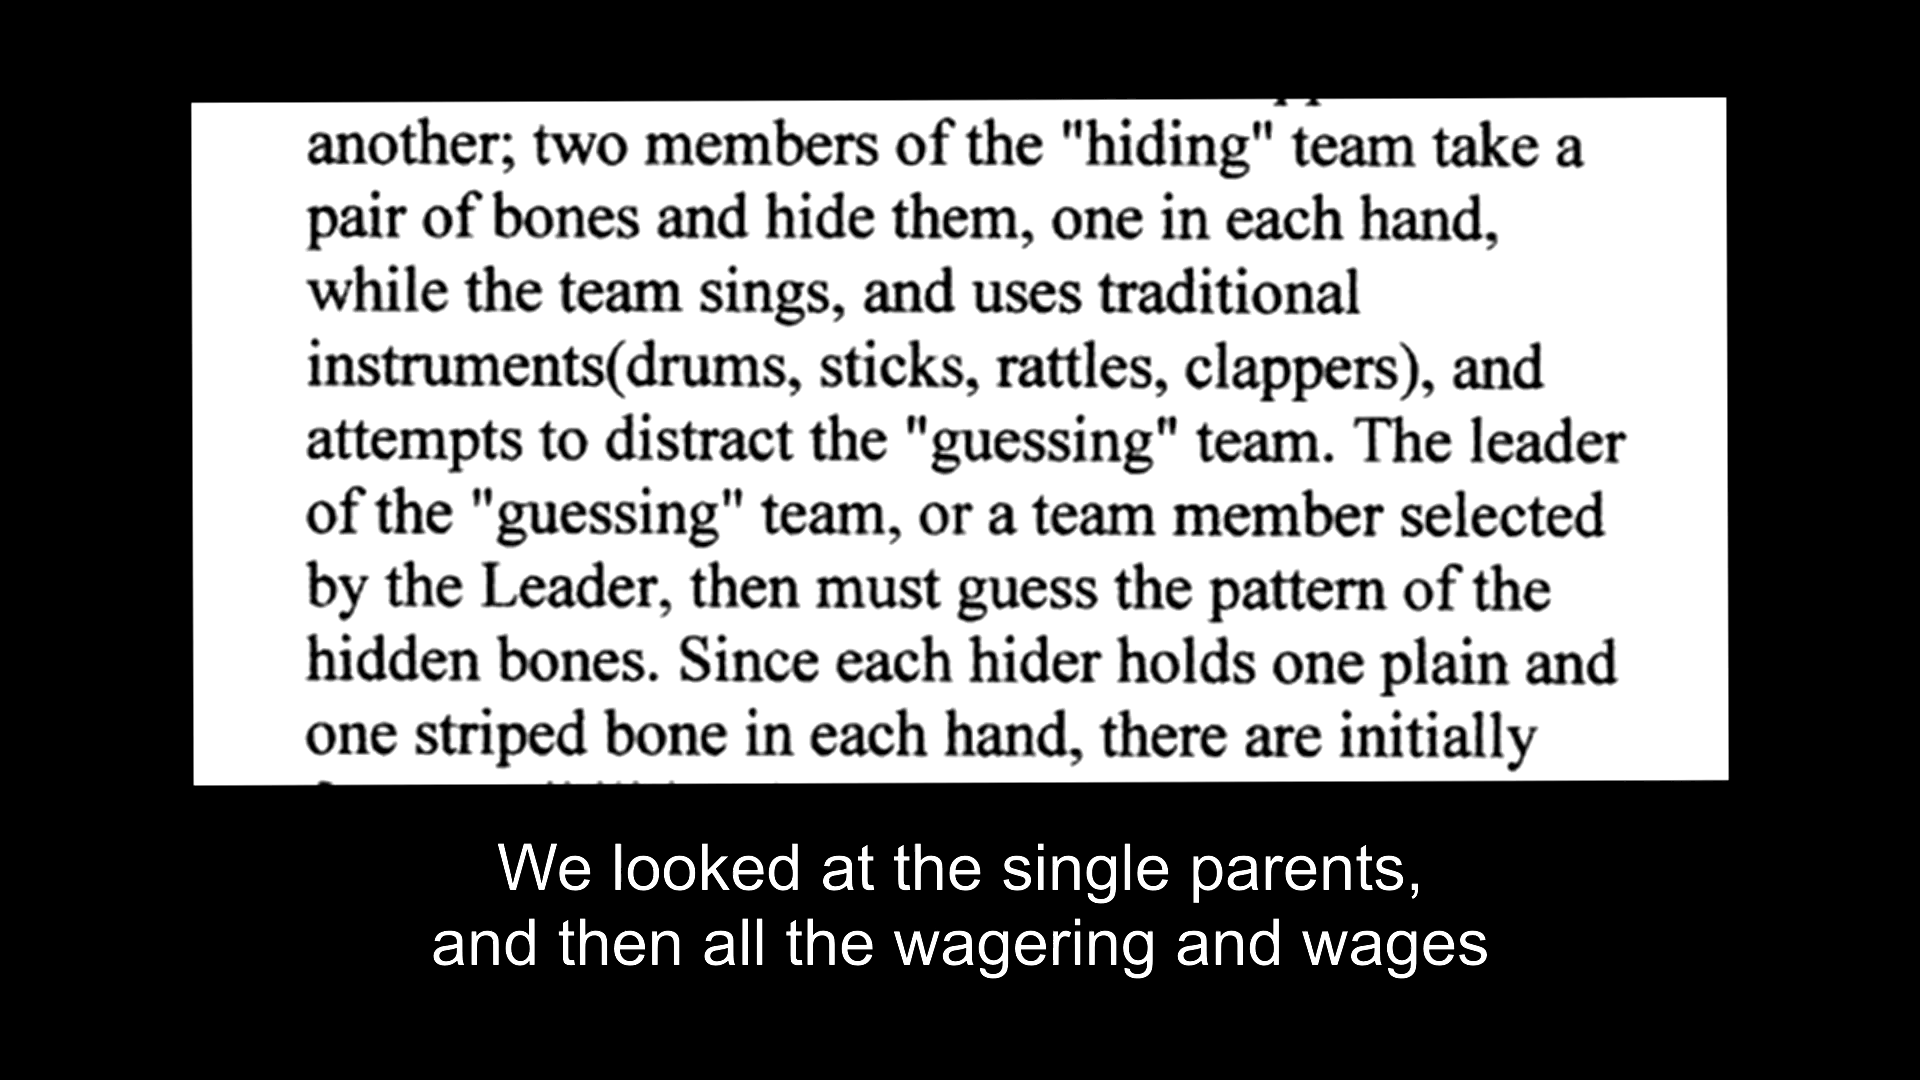 another; two members of the "hiding" team take a
pair of bones and hide them, one in each hand,
while the team sings, and uses traditional
instruments(drums, sticks, rattles, clappers), and
attempts to distract the "guessing" team. The leader
of the "guessing" team, or a team member selected
by the Leader, then must guess the pattern of the
hidden bones. Since each hider holds one plain and
one striped bone in each hand, there are initially
We looked at the single parents,
and then all the wagering and wages